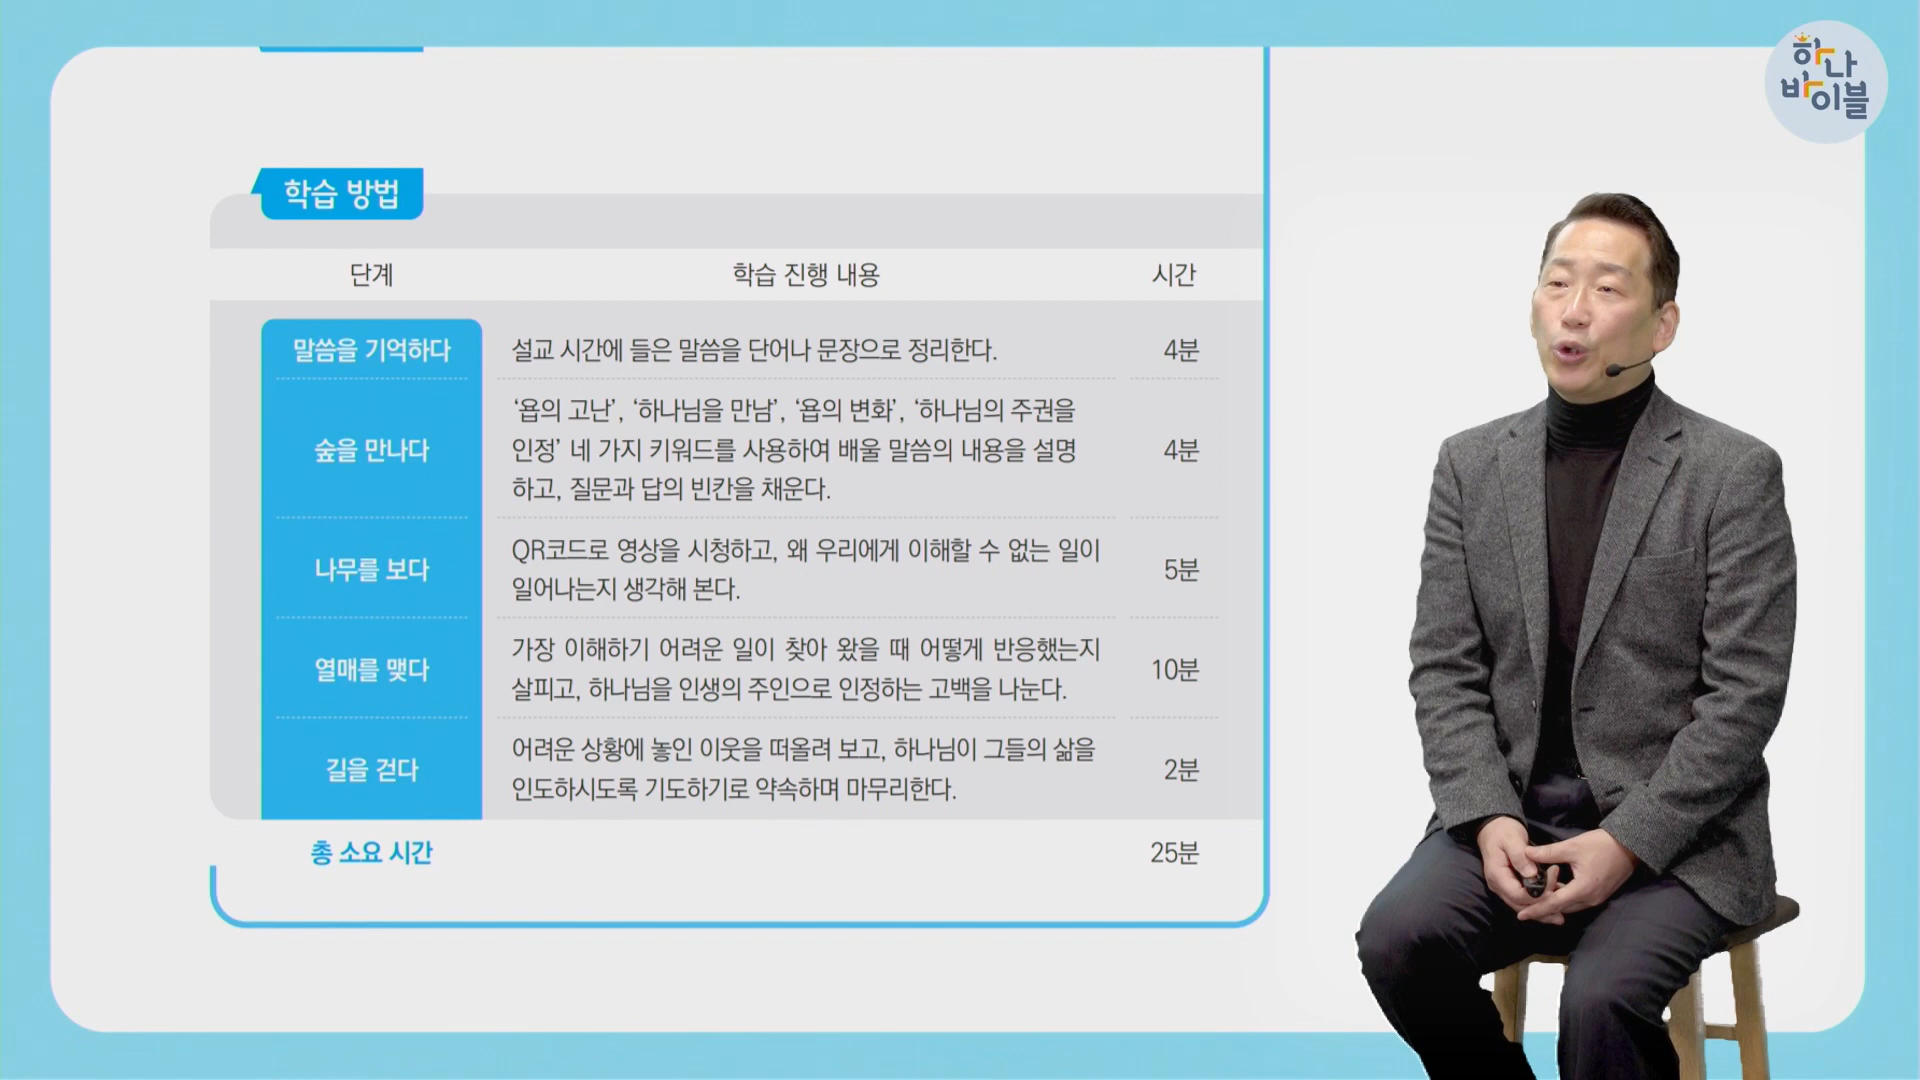 하나
바이블
학습 방법
단계 학습 진행 내용 시간
말씀을 기억하다 설교 시간에 들은 말씀을 단어나 문장으로 정리한다. 4분
‘욥의 고난’, ‘하나님을 만남’, ‘욥의 변화’, ‘하나님의 주권을
숲을 만나다 인정’ 네 가지 키워드를 사용하여 배울 말씀의 내용을 설명 4분
하고, 질문과 답의 빈칸을 채운다.
QR코드로 영상을 시청하고, 왜 우리에게 이해할 수 없는 일이
나무를 보다 5분
일어나는지 생각해 본다.
가장 이해하기 어려운 일이 찾아 왔을 때 어떻게 반응했는지
열매를 맺다 10분
살피고, 하나님을 인생의 주인으로 인정하는 고백을 나눈다.
어려운 상황에 놓인 이웃을 떠올려 보고, 하나님이 그들의 삶을
길을 걷다 2분
인도하시도록 기도하기로 약속하며 마무리한다.
총 소요 시간 25분